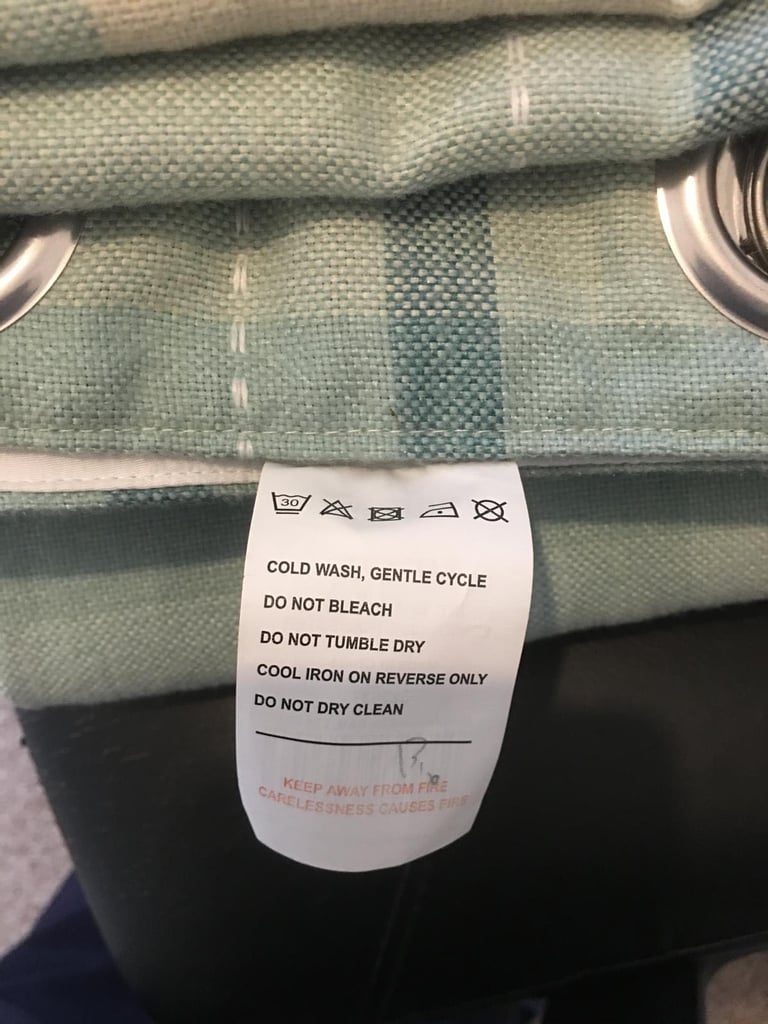 30
COLD WASH, GENTLE CYCLE
DO NOT BLEACH
DO NOT TUMBLE DRY
COOL IRON ON REVERSE ONLY
DO NOT DRY CLEAN
KEEP AWAY FROM FIRE
CARELESSNESS CAUSES FIRE